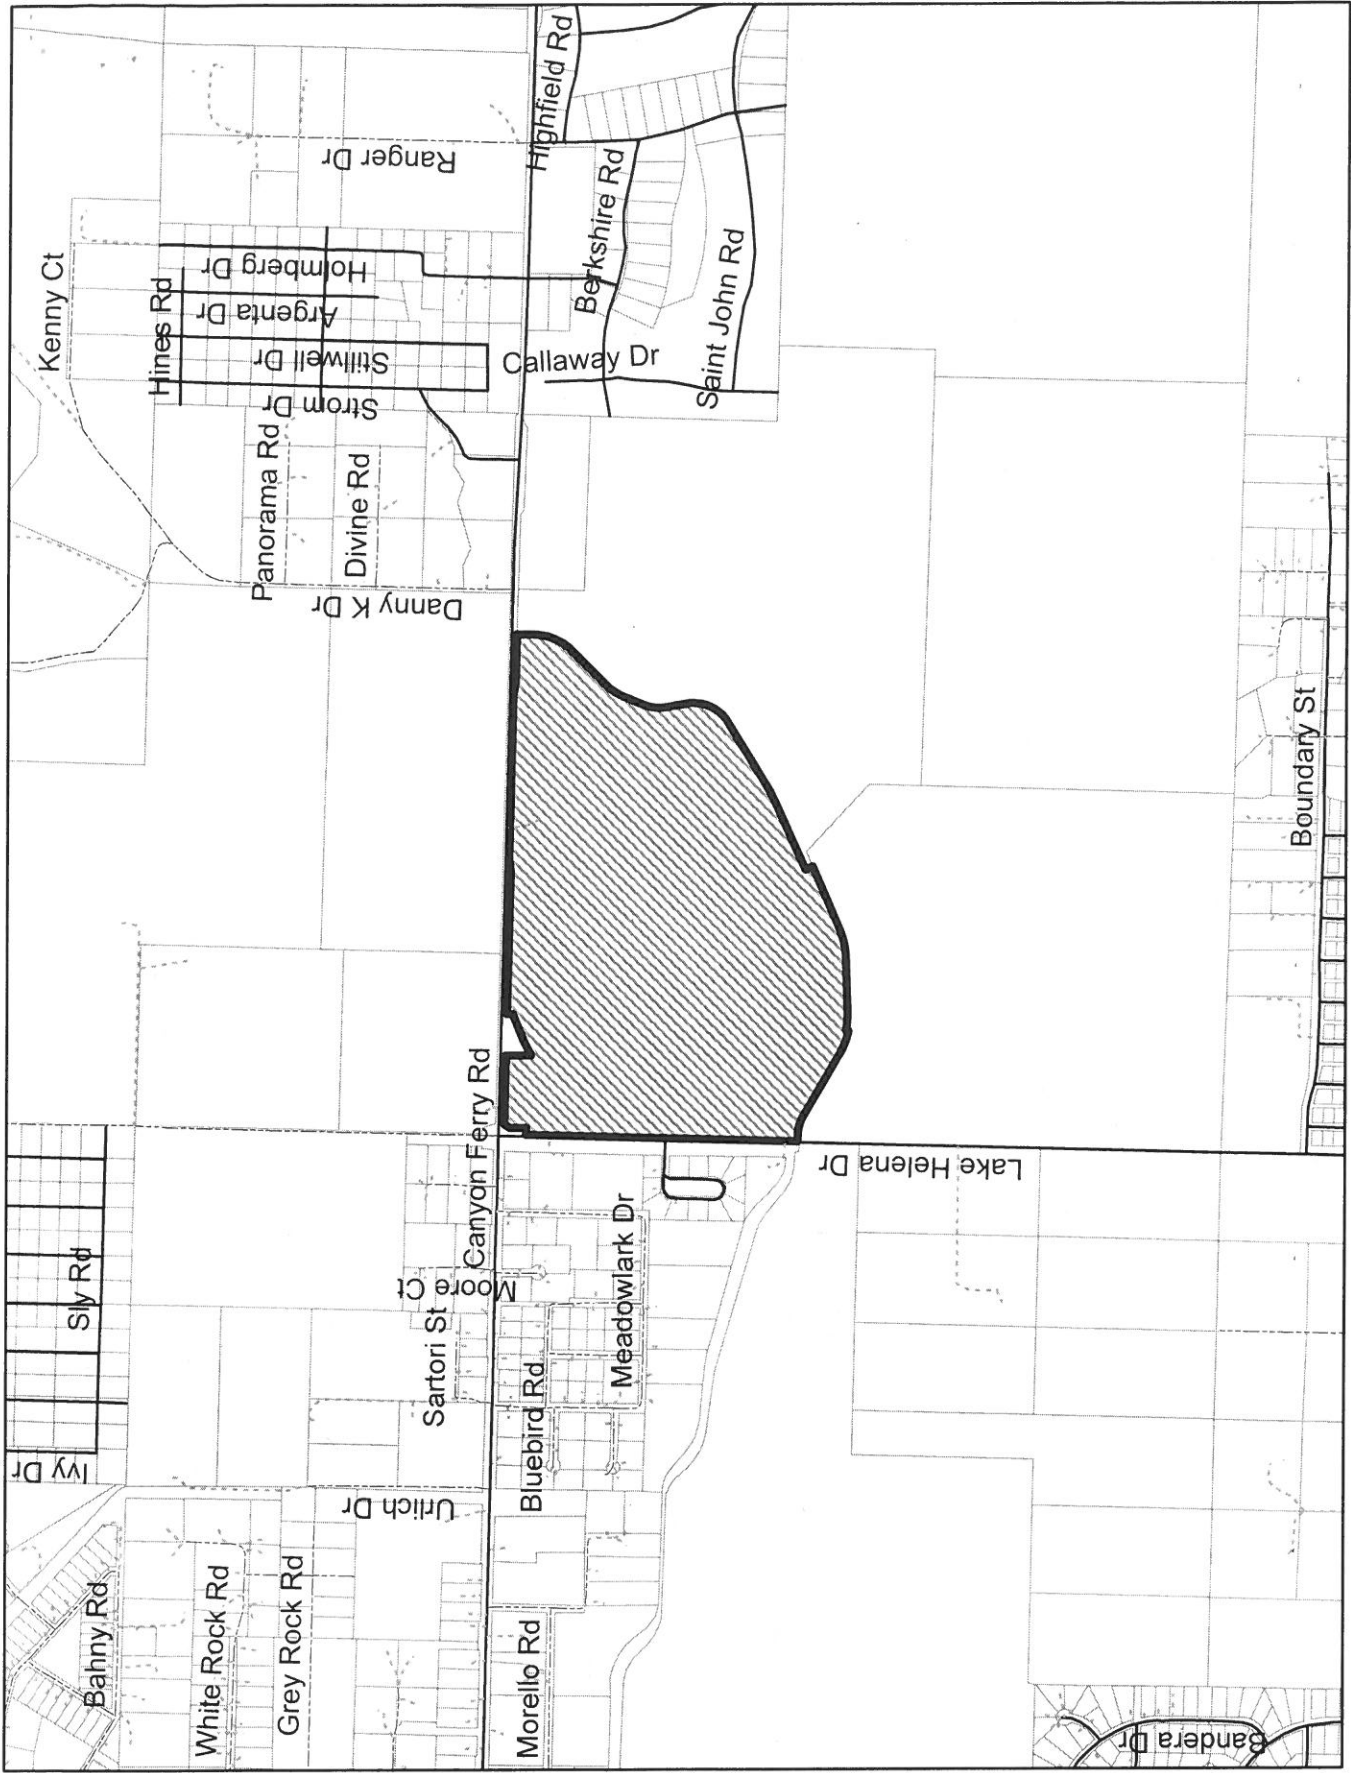 Kenny Ct
Hines Rd
Ranger Dr
Holmberg Dr
Argenta Dr
Stillwell Dr
Strom Dr
Panorama Rd
Divine Rd
Danny K Dr
Highfield Rd
Berkshire Rd
Callaway Dr
Saint John Rd
Boundary St
Canyon Ferry Rd
Lake Helena Dr
Sly Rd
Ivy Dr
Moore Ct
Sartori St
Meadowlark Dr
Bluebird Rd
Urlich Dr
Bahny Rd
White Rock Rd
Grey Rock Rd
Morello Rd
Bandera Dr